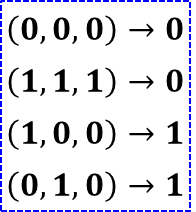 (0,0,0) → 0
(1,1,1) → 0
(1,0,0) → 1
(0,1,0) → 1